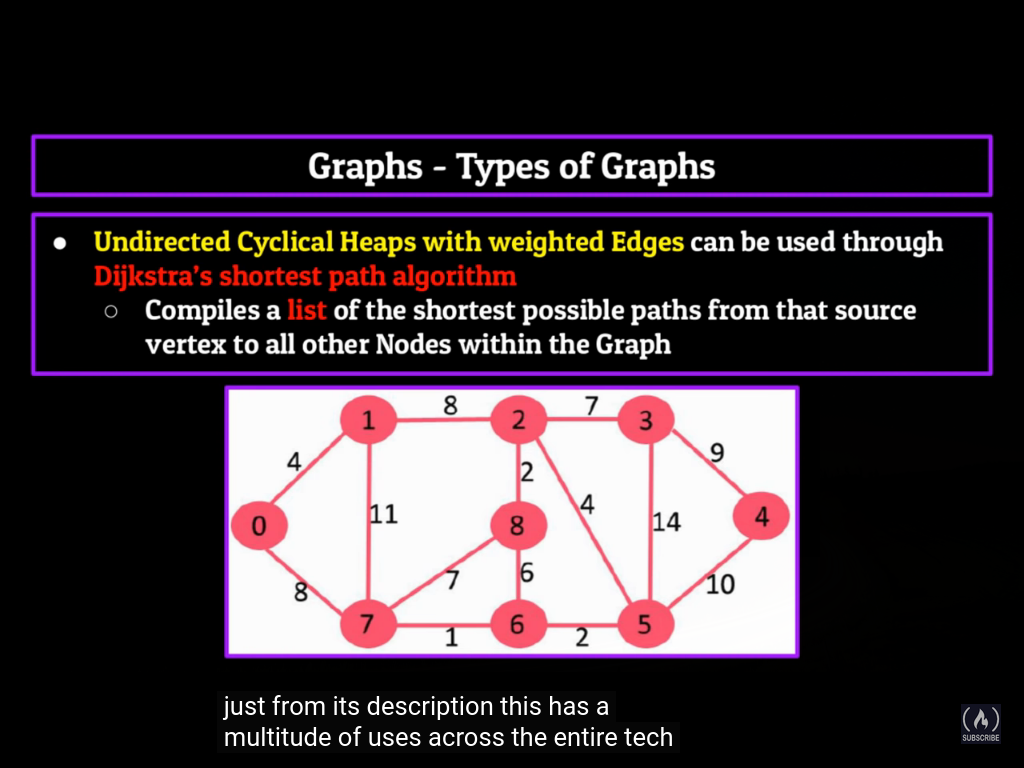 Graphs - Types of Graphs
● Undirected Cyclical Heaps with weighted Edges can be used through
Dijkstra's shortest path algorithm
○ Compiles a list of the shortest possible paths from that source
vertex to all other Nodes within the Graph
1 8 2 7 3
4 2 9
11 4 14
0 8 4
8 7 6 10
7 1 6 2 5
just from its description this has a
multitude of uses across the entire tech
SUBSCRIBE